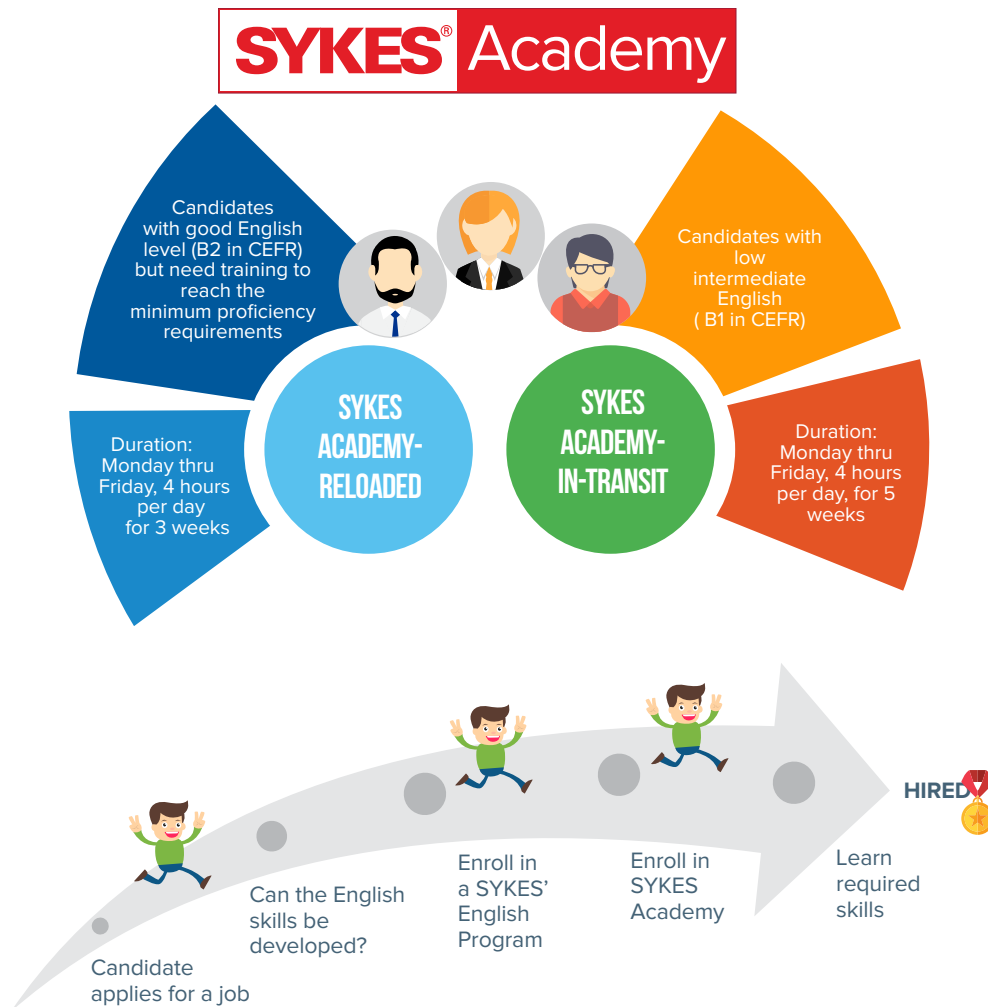 SYKES® Academy
Candidates
with good English
level (B2 in CEFR)
but need training to
reach the
minimum proficiency
requirements
Duration:
Monday thru
Friday, 4 hours
per day
for 3 weeks
SYKES
ACADEMY-
RELOADED
SYKES
ACADEMY-
IN-TRANSIT
Candidates with
low
intermediate
English
( B1 in CEFR)
Duration:
Monday thru
Friday, 4 hours
per day, for 5
weeks
Candidate
applies for a job
Can the English
skills be
developed?
Enroll in
a SYKES’
English
Program
Enroll in
SYKES
Academy
Learn
required
skills
HIRED